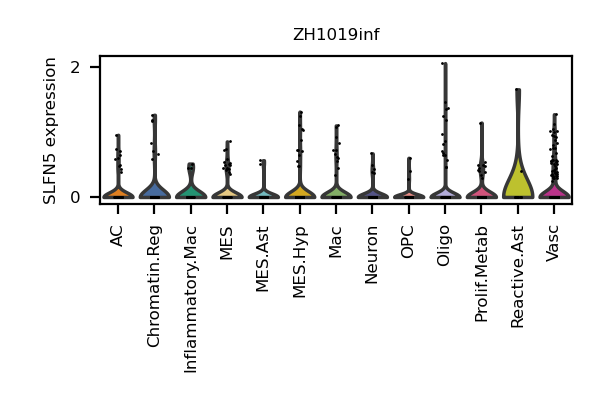 ZH1019inf
SLFN5 expression
2
0
AC
Chromatin.Reg
Inflammatory.Mac
MES
MES.Ast
MES.Hyp
Mac
Neuron
OPC
Oligo
Prolif.Metab
Reactive.Ast
Vasc